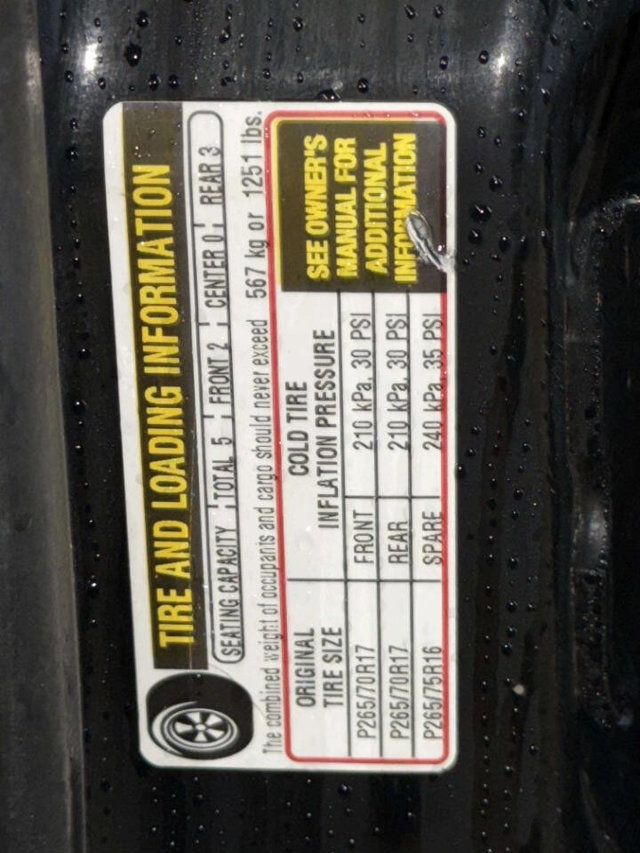 TIRE AND LOADING INFORMATION
SEATING CAPACITY TOTAL 5 FRONT 2 CENTER 0 REAR 3
The combined weight of occupants and cargo should never exceed 567 kg or 1251 lbs.
ORIGINAL TIRE SIZE COLD TIRE INFLATION PRESSURE
P265/70R17 FRONT 210 kPa, 30 PSI
P265/70R17 REAR 210 kPa, 30 PSI
P265/75R16 SPARE 240 kPa, 35 PSI
SEE OWNER'S
MANUAL FOR
ADDITIONAL
INFORMATION